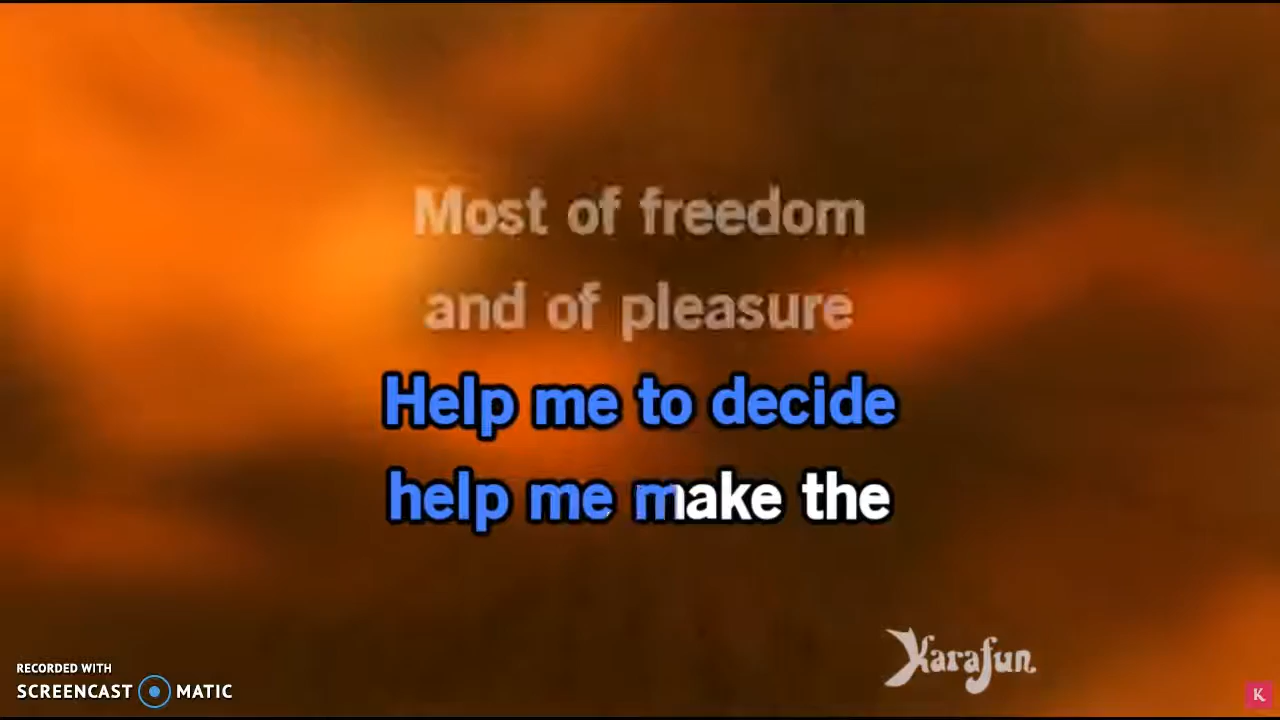 Most of freedom
and of pleasure
Help me to decide
help me make the
Karafun
RECORDED WITH
SCREENCAST MATIC
K